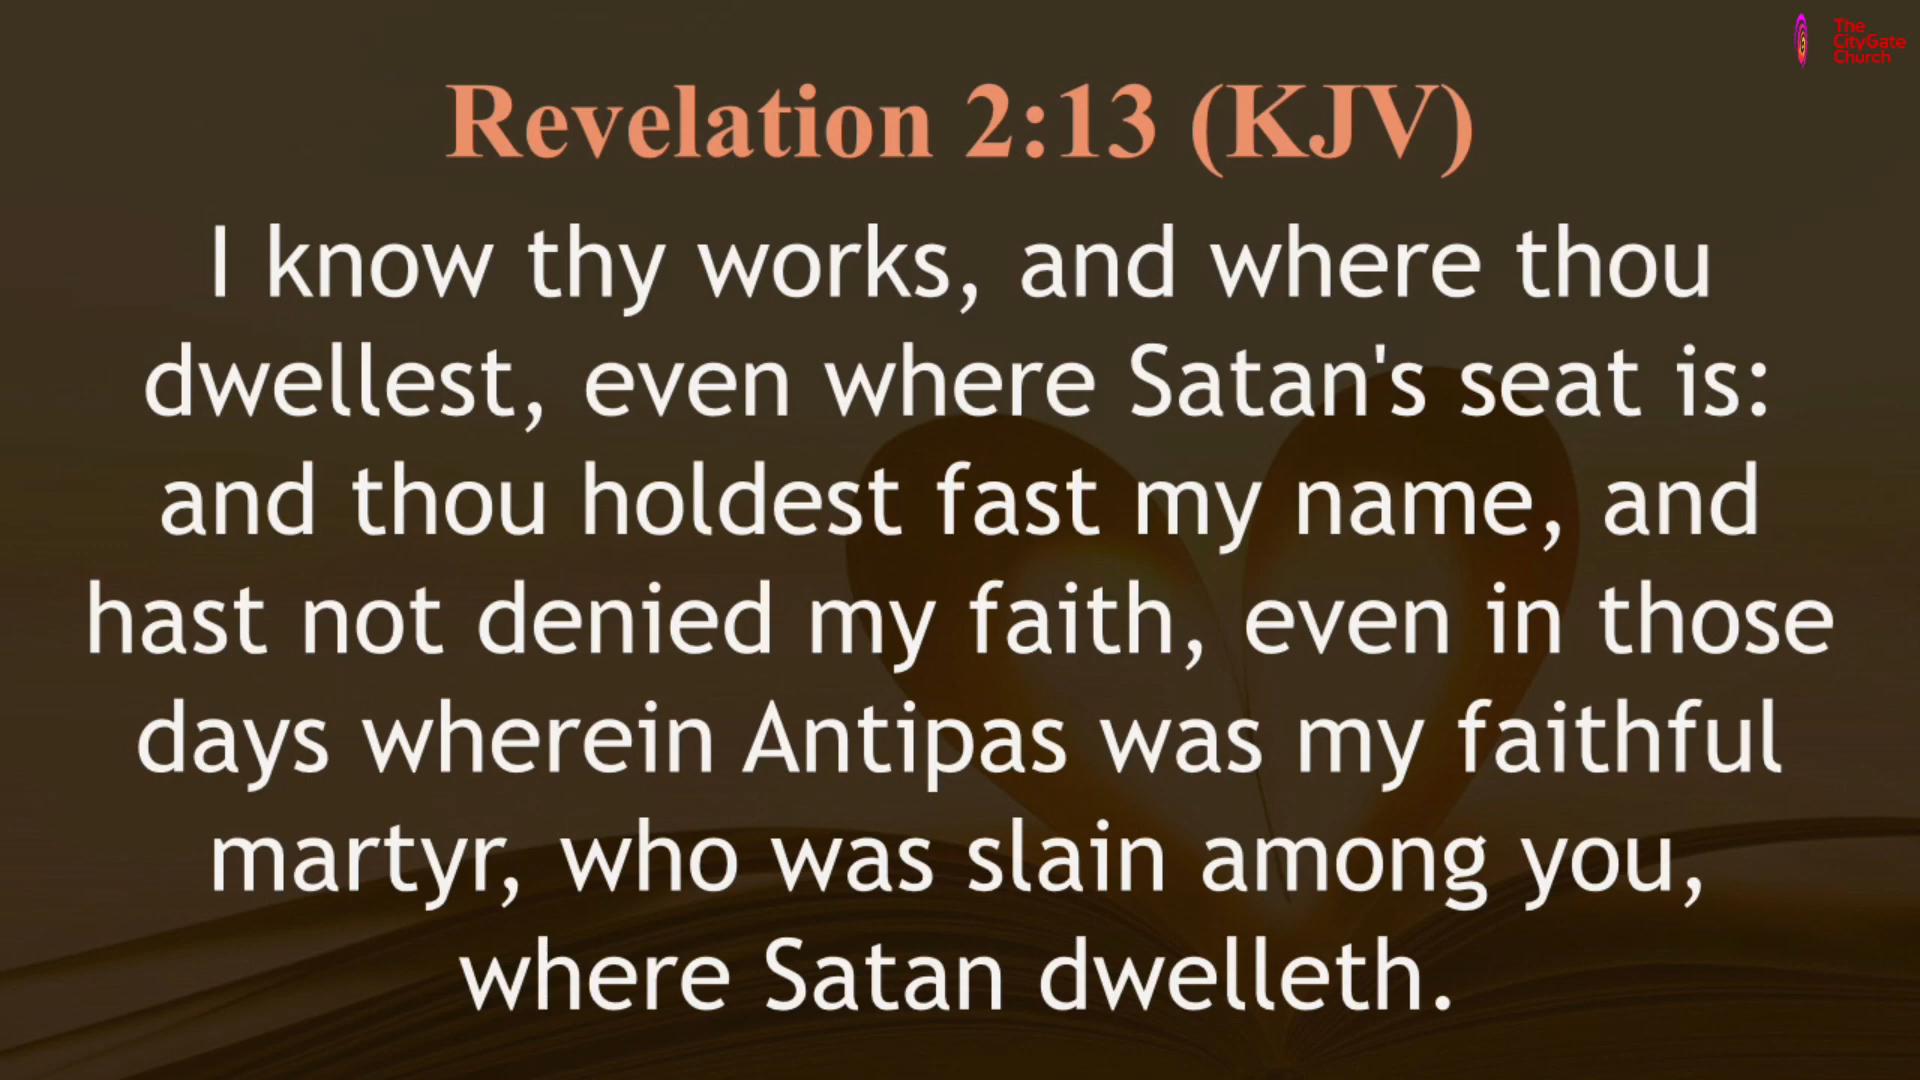 The
CityGate
Church
Revelation 2:13 (KJV)
I know thy works, and where thou
dwellest, even where Satan's seat is:
and thou holdest fast my name, and
hast not denied my faith, even in those
days wherein Antipas was my faithful
martyr, who was slain among you,
where Satan dwelleth.